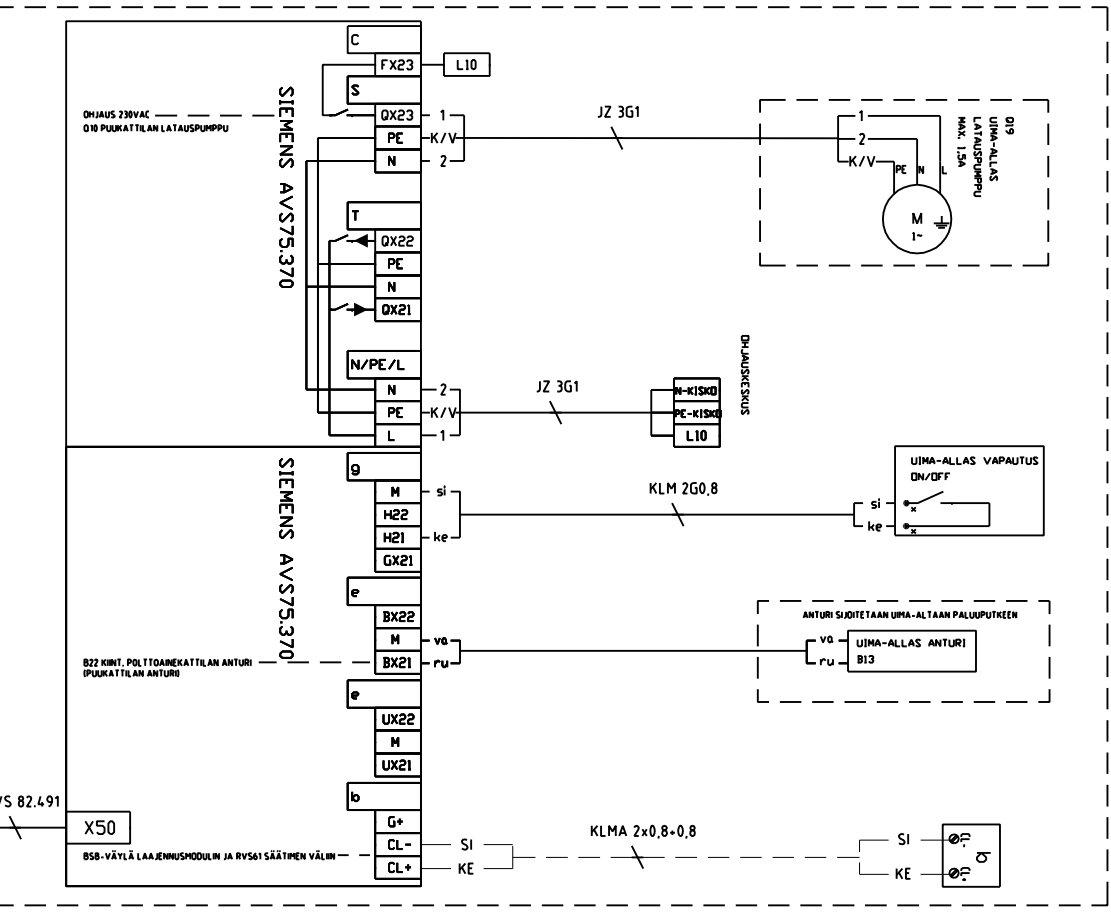 C
FX23
L10
S
OHJAUS 230VAC
Q10 PUUKATTILAN LATAUSPUMPPU
SIEMENS AVS75.370
QX23
1
PE
K/V
N
2
JZ 3G1
1
2
K/V
PE
N
L
M
1~
Q19
UIMA-ALLAS
LATAUSPUMPPU
MAX. 1,5A
T
QX22
PE
N
QX21
N/PE/L
N
2
PE
K/V
L
1
JZ 3G1
N-KISKO
PE-KISKO
L10
OHJAUSKESKUS
SIEMENS AVS75.370
g
M
si
H22
H21
ke
GX21
KLM 2G0,8
si
ke
UIMA-ALLAS VAPAUTUS
ON/OFF
x
x
e
BX22
M
va
BX21
ru
B22 KIINT. POLTTOAINEKATTILAN ANTURI
(PUUKATTILAN ANTURI)
ANTURI SIJOITETAAN UIMA-ALTAAN PALUUPUTKEEN
va
ru
UIMA-ALLAS ANTURI
B13
e
UX22
M
UX21
b
G+
CL-
SI
CL+
KE
VS 82.491
X50
BSB-VÄYLÄ LAAJENNUSMODULIN JA RVS61 SÄÄTIMEN VÄLIIN
KLMA 2x0,8+0,8
SI
KE
CL-
CL+
b